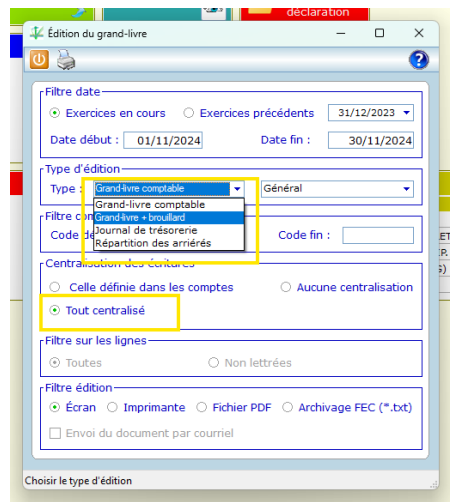 déclaration
Édition du grand-livre
Filtre date
Exercices en cours Exercices précédents 31/12/2023
Date début : 01/11/2024 Date fin : 30/11/2024
Type d'édition
Type : Grand-livre comptable Général
Grand-livre comptable
Grand-livre + brouillard
Journal de trésorerie
Répartition des arriérés
Filtre com
Code dé Code fin :
Centralisation des écritures
Celle définie dans les comptes Aucune centralisation
Tout centralisé
Filtre sur les lignes
Toutes Non lettrées
Filtre édition
Écran Imprimante Fichier PDF Archivage FEC (*.txt)
Envoi du document par courriel
Choisir le type d'édition